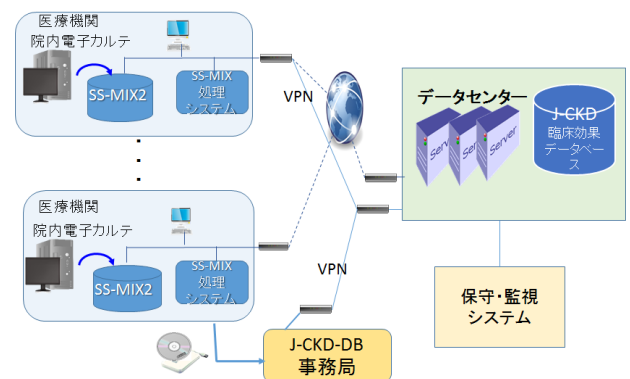 医療機関
院内電子カルテ
SS-MIX2
SS-MIX
処理
システム
VPN
データセンター
Server
Server
Server
J-CKD
臨床効果
データベー
ス
医療機関
院内電子カルテ
SS-MIX2
SS-MIX
処理
システム
VPN
保守・監視
システム
J-CKD-DB
事務局